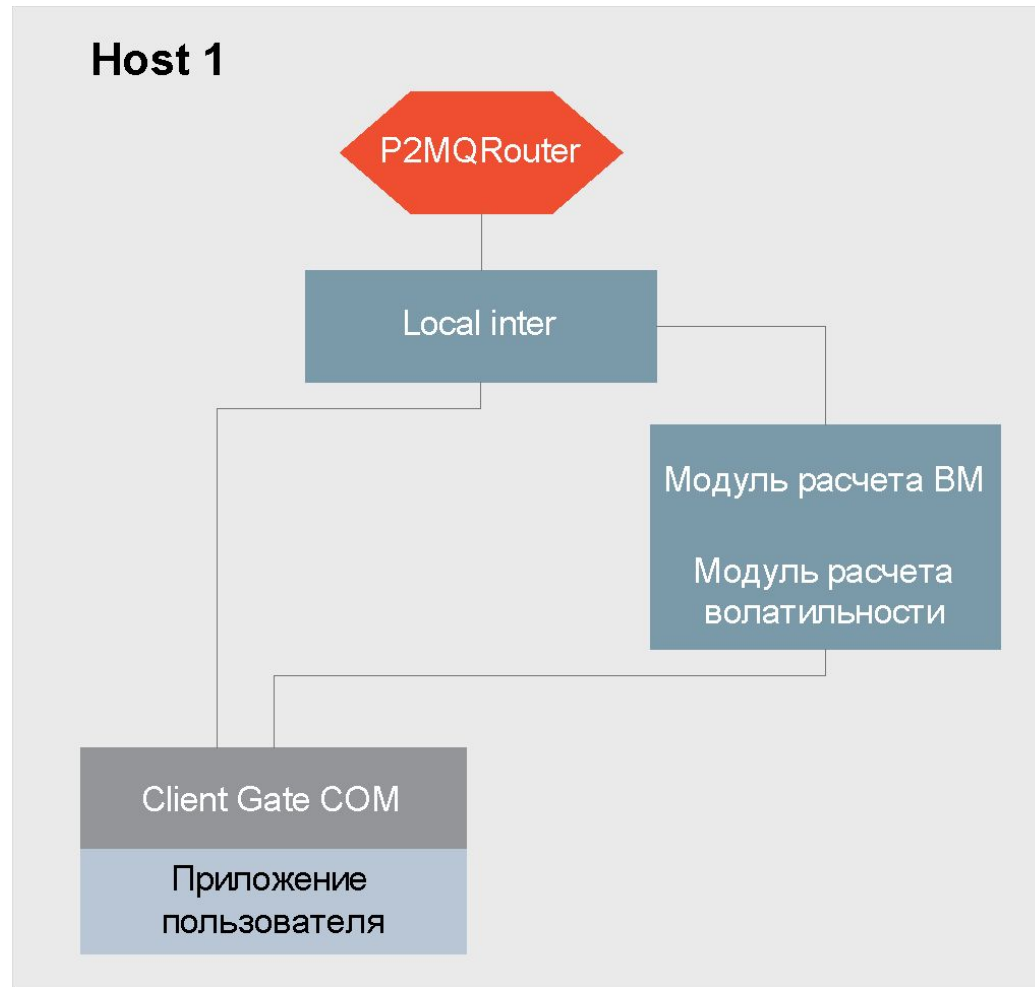 Host 1
P2MQRouter
Local inter
Модуль расчета ВМ
Модуль расчета
волатильности
Client Gate COM
Приложение
пользователя